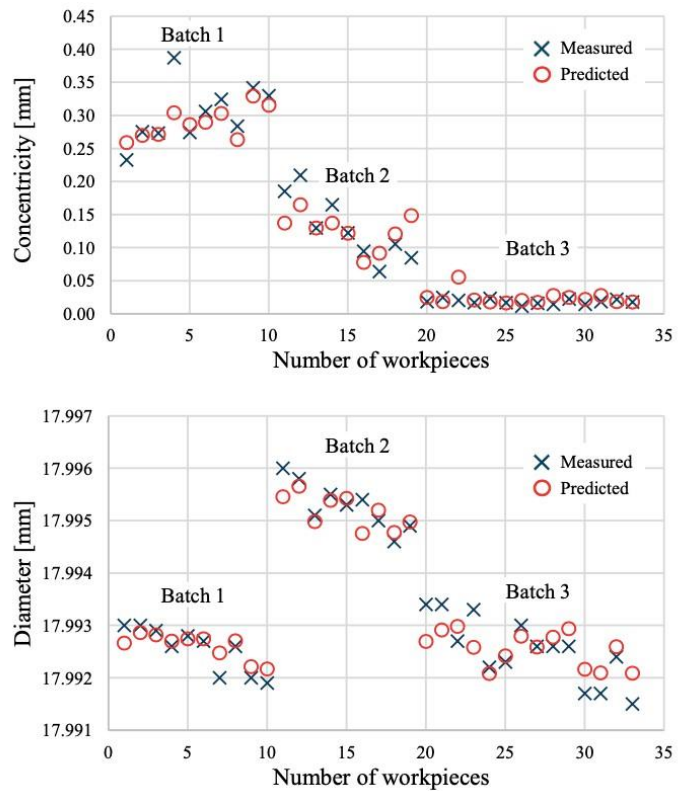 Concentricity [mm]
0.45
0.40
0.35
0.30
0.25
0.20
0.15
0.10
0.05
0.00
Batch 1
Batch 2
Batch 3
Measured
Predicted
0 5 10 15 20 25 30 35
Number of workpieces
Diameter [mm]
17.997
17.996
17.995
17.994
17.993
17.992
17.991
Batch 1
Batch 2
Batch 3
Measured
Predicted
0 5 10 15 20 25 30 35
Number of workpieces